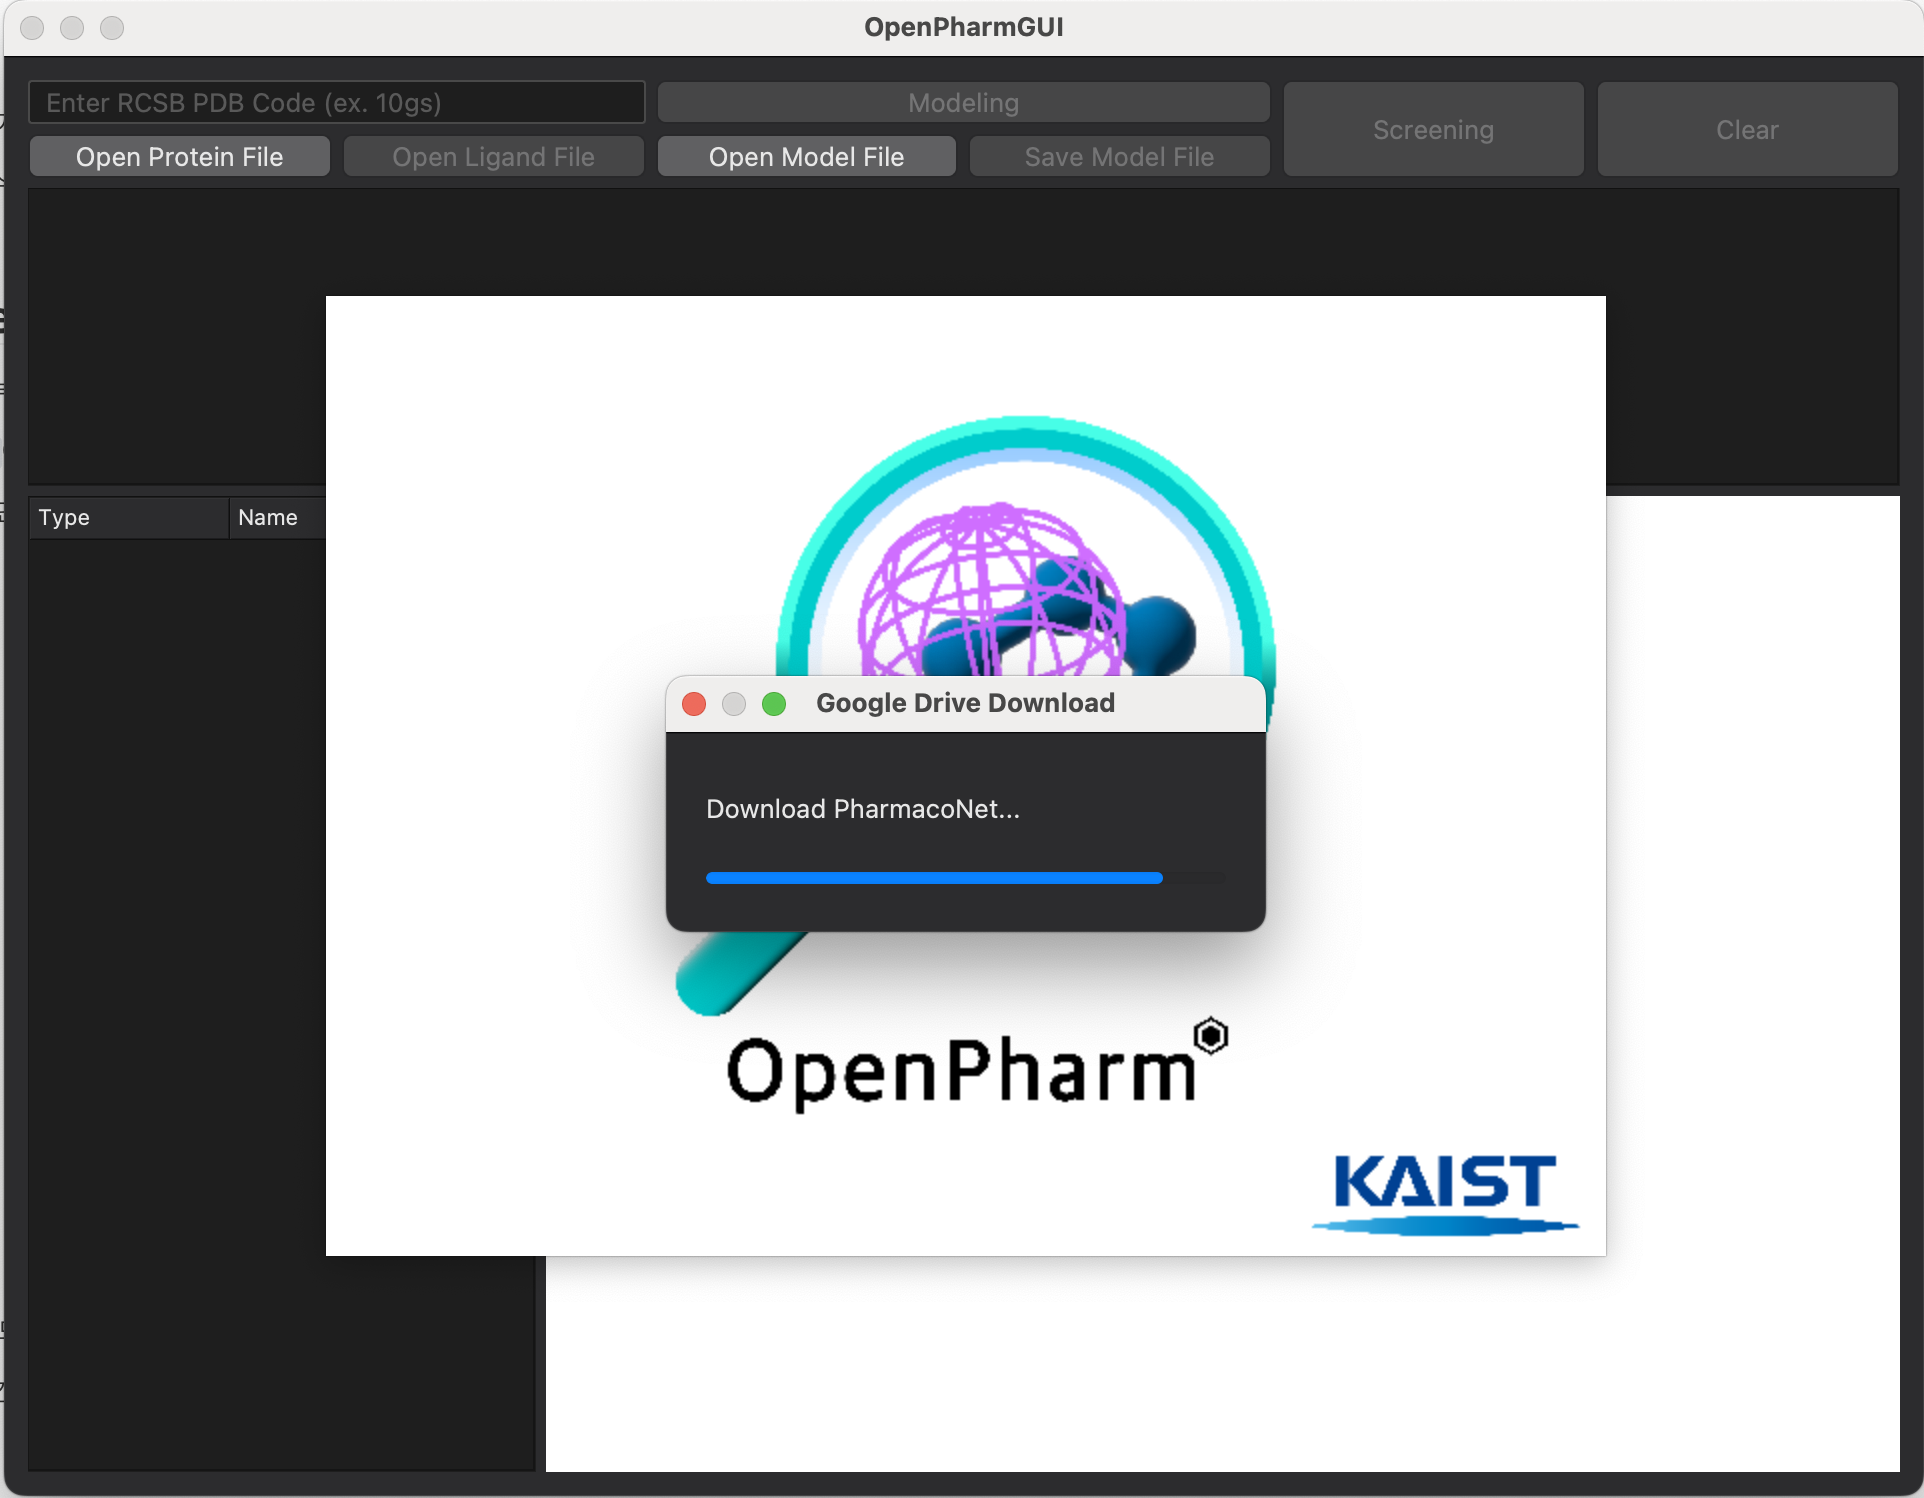 OpenPharmGUI
Enter RCSB PDB Code (ex. 10gs)
Modeling
Screening
Clear
Open Protein File
Open Ligand File
Open Model File
Save Model File
Type
Name
Google Drive Download
Download PharmacoNet...
OpenPharm
KAIST